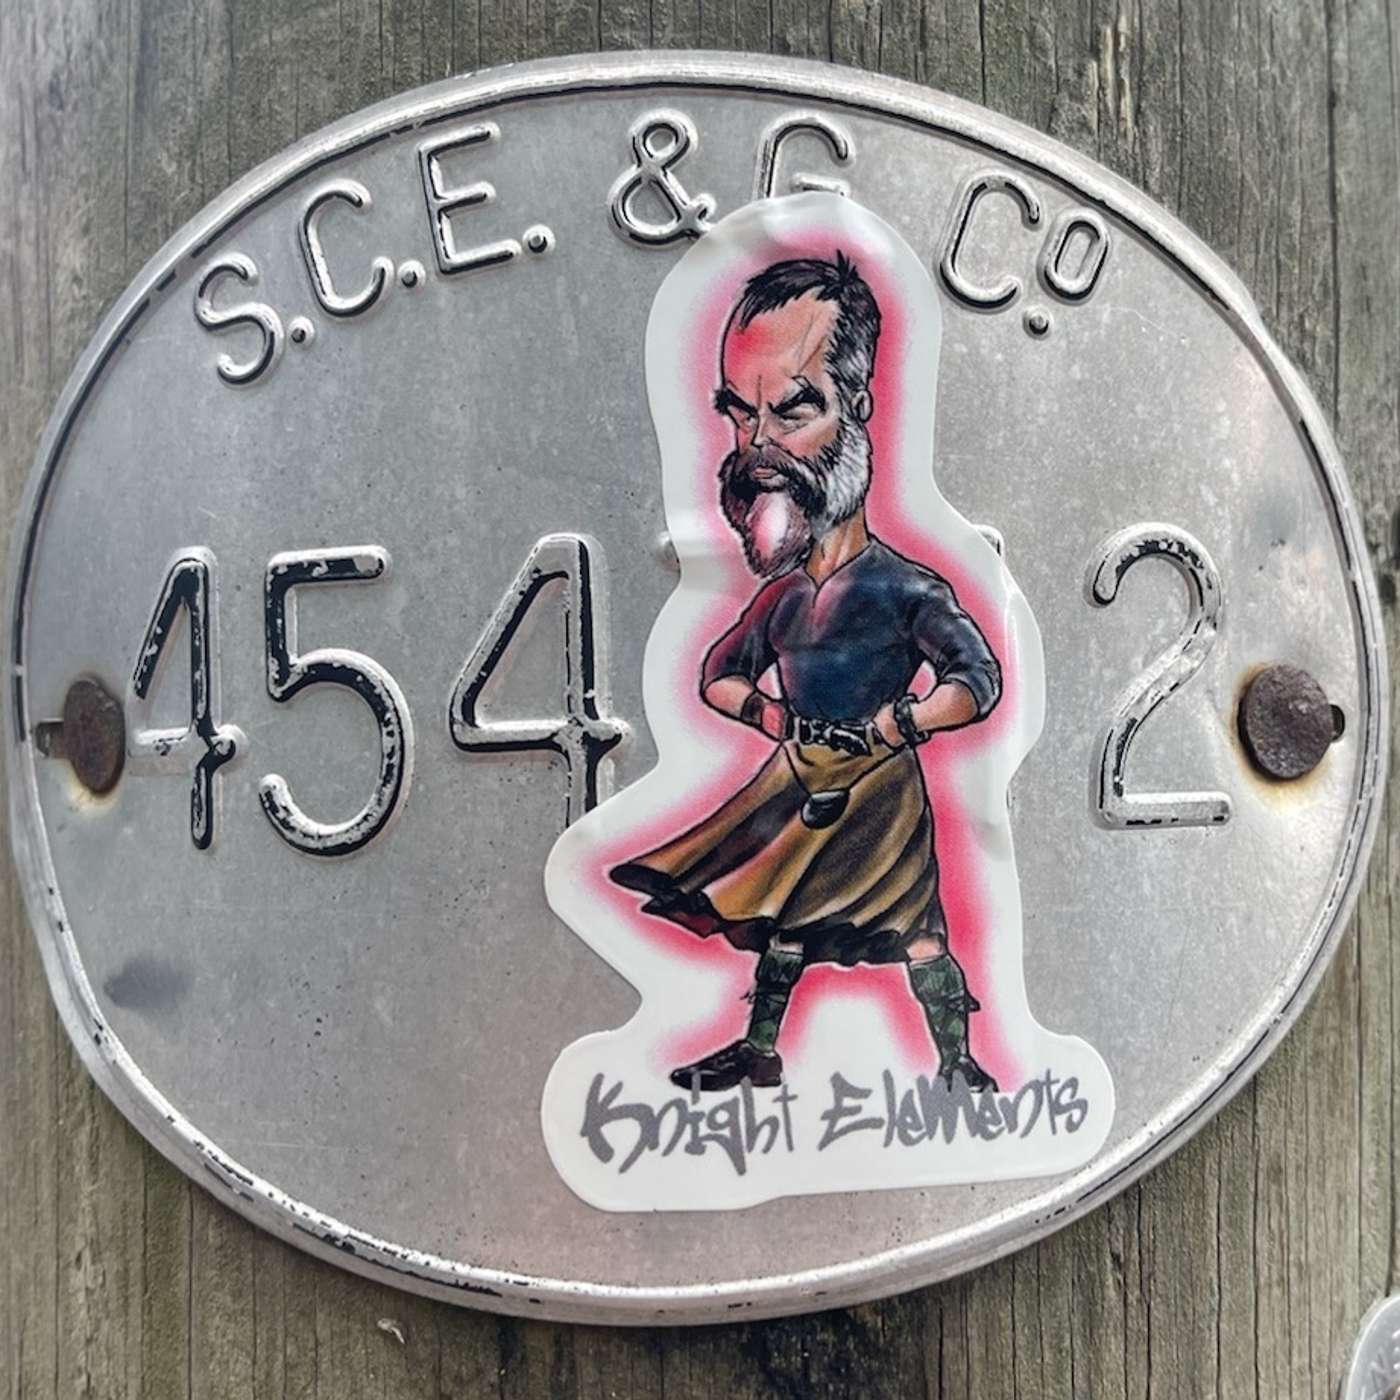 S.C.E. & G Co.
454 2
Knight Elements